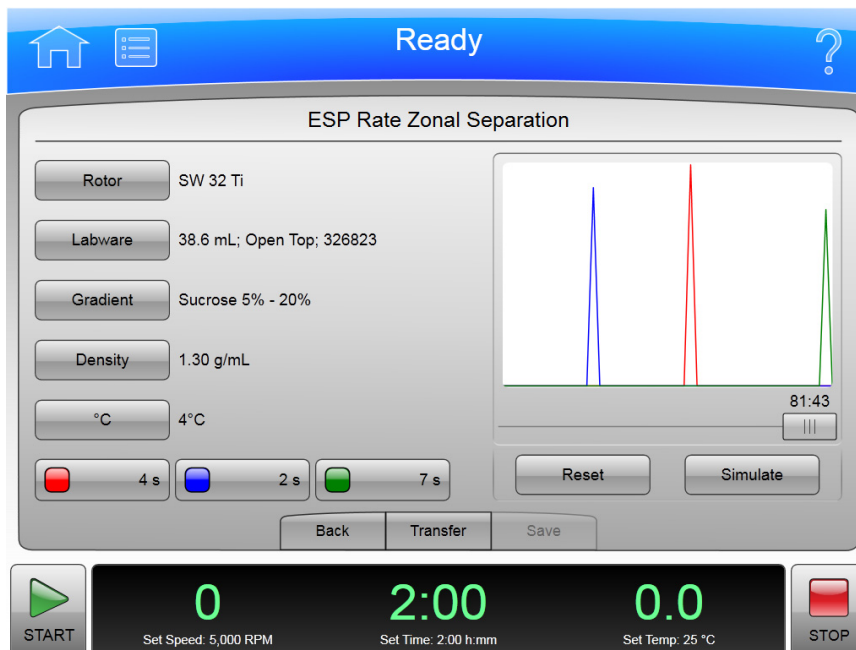 Ready
?
ESP Rate Zonal Separation
Rotor SW 32 Ti
Labware 38.6 mL; Open Top; 326823
Gradient Sucrose 5% - 20%
Density 1.30 g/mL
°C 4°C
81:43
4 s 2 s 7 s
Reset Simulate
Back Transfer Save
0 2:00 0.0
START Set Speed: 5,000 RPM Set Time: 2:00 h:mm Set Temp: 25 °C STOP